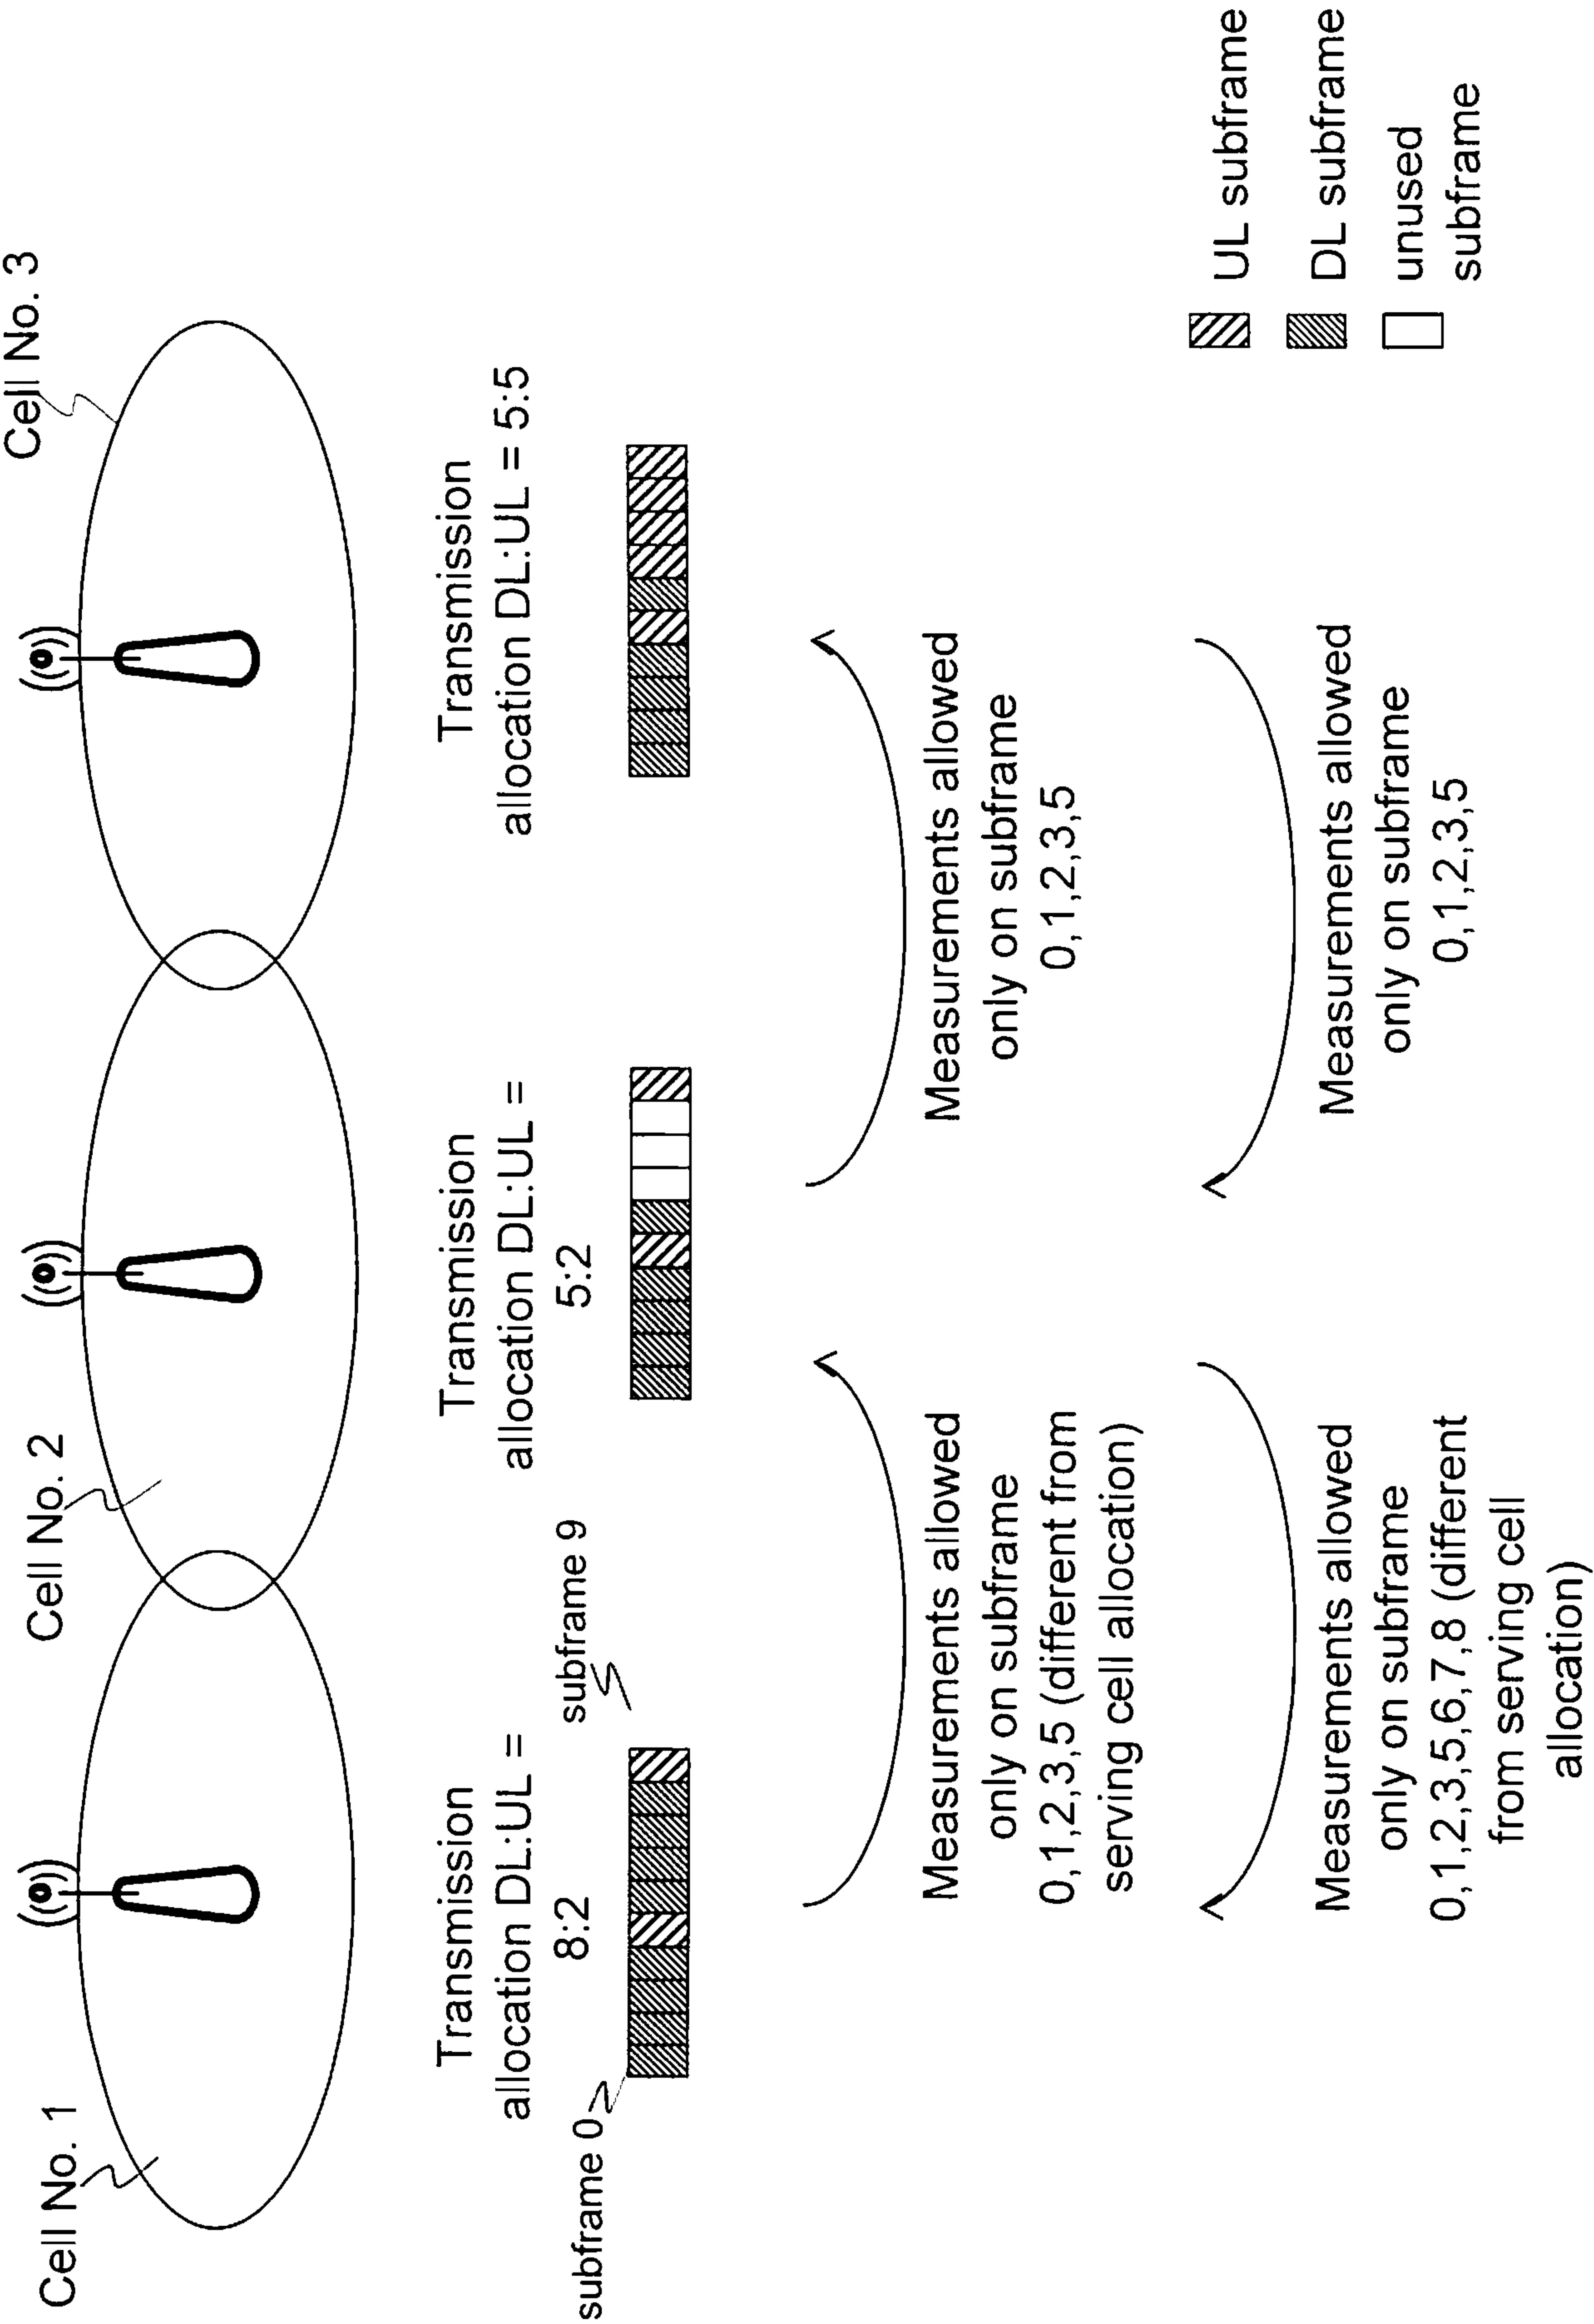 Cell No. 1
Cell No. 2
Cell No. 3
Transmission
allocation DL:UL =
8:2
Transmission
allocation DL:UL =
5:2
Transmission
allocation DL:UL = 5:5
subframe 0
subframe 9
Measurements allowed
only on subframe
0,1,2,3,5 (different from
serving cell allocation)
Measurements allowed
only on subframe
0,1,2,3,5
Measurements allowed
only on subframe
0,1,2,3,5,6,7,8 (different
from serving cell
allocation)
Measurements allowed
only on subframe
0,1,2,3,5
UL subframe
DL subframe
unused
subframe